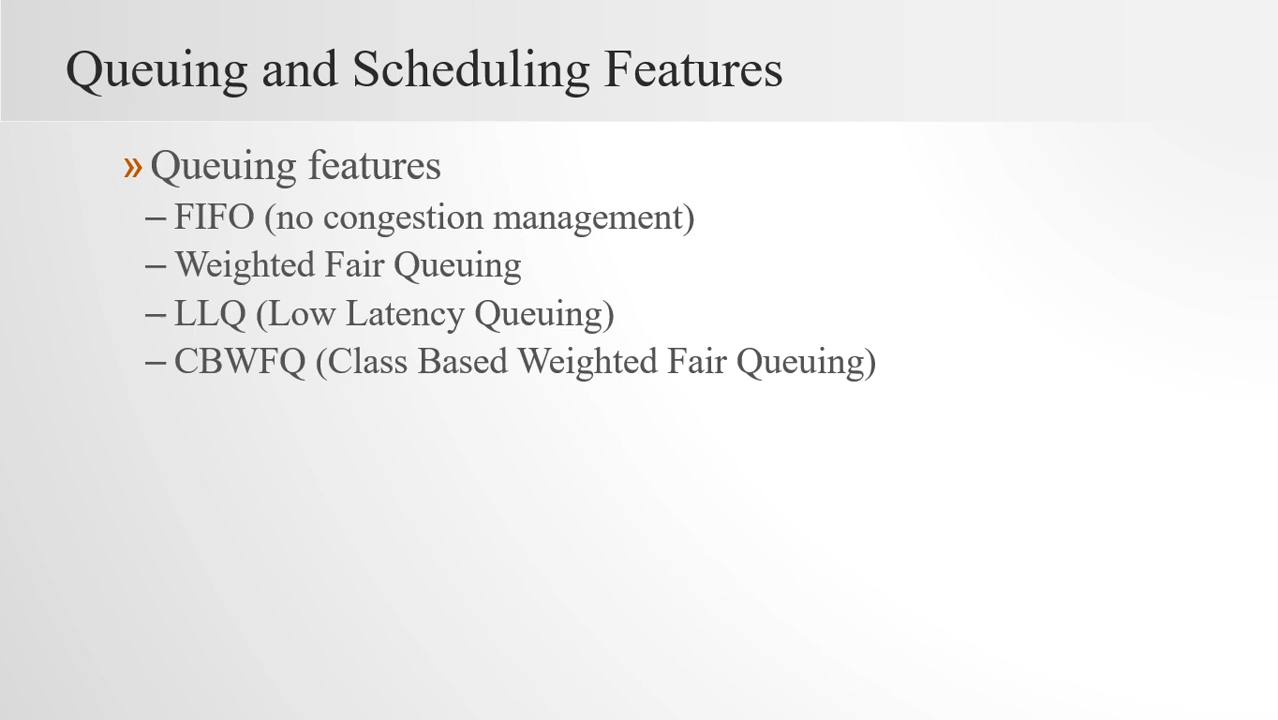 Queuing and Scheduling Features
» Queuing features
– FIFO (no congestion management)
– Weighted Fair Queuing
– LLQ (Low Latency Queuing)
– CBWFQ (Class Based Weighted Fair Queuing)